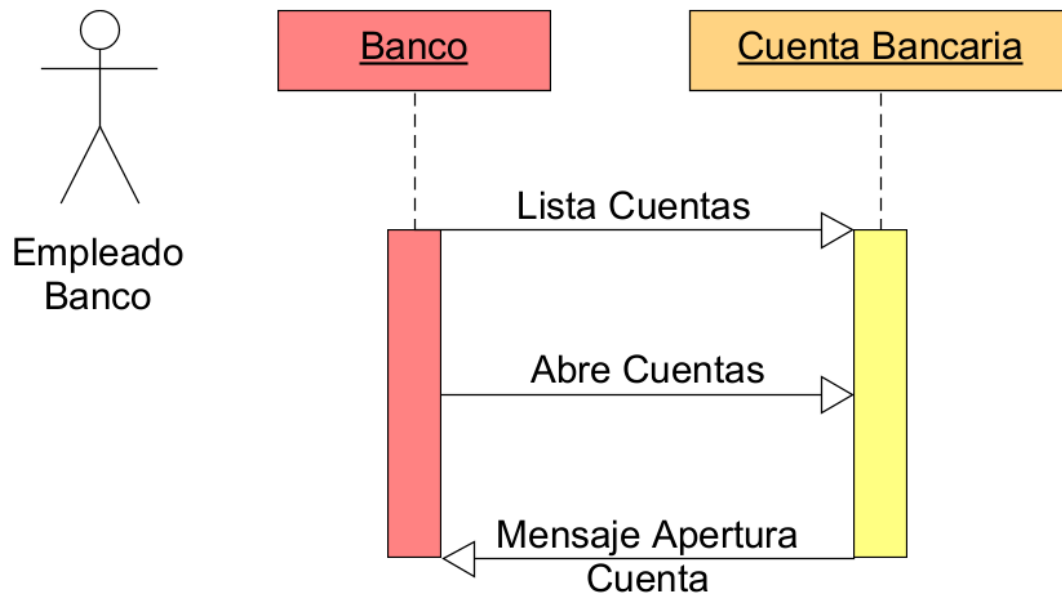 Banco
Cuenta Bancaria
Lista Cuentas
Empleado
Banco
Abre Cuentas
Mensaje Apertura
Cuenta